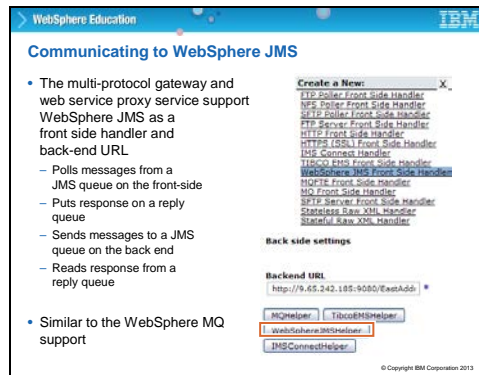 WebSphere Education
IBM
Communicating to WebSphere JMS
• The multi-protocol gateway and
web service proxy service support
WebSphere JMS as a
front side handler and
back-end URL
– Polls messages from a
JMS queue on the front-side
– Puts response on a reply
queue
– Sends messages to a JMS
queue on the back end
– Reads response from a
reply queue
• Similar to the WebSphere MQ
support
Create a New: X
FTP Poller Front Side Handler
NFS Poller Front Side Handler
SFTP Poller Front Side Handler
FTP Server Front Side Handler
HTTP Front Side Handler
HTTPS (SSL) Front Side Handler
IMS Connect Handler
TIBCO EMS Front Side Handler
WebSphere JMS Front Side Handler
MQFTE Front Side Handler
MQ Front Side Handler
SFTP Server Front Side Handler
Stateless Raw XML Handler
Stateful Raw XML Handler
Back side settings
Backend URL
http://9.65.242.185:9080/EastAddr *
MQHelper TibcoEMSHelper
WebSphereJMSHelper
IMSConnectHelper
© Copyright IBM Corporation 2013